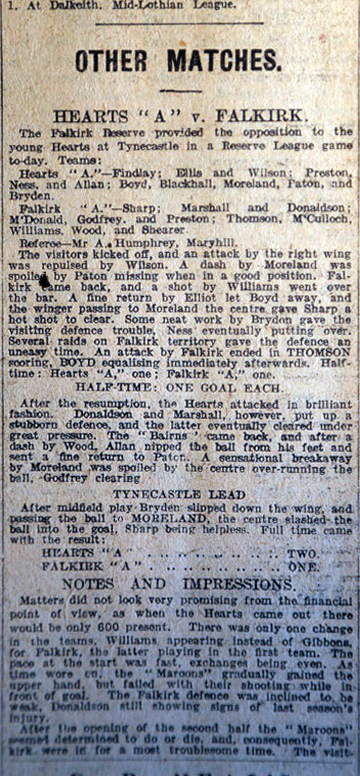 1. At Dalkeith. Mid-Lothian League.
OTHER MATCHES.
HEARTS "A" v. FALKIRK.
The Falkirk Reserve provided the opposition to the
young Hearts at Tynecastle in a Reserve League game
to-day. Teams:
Hearts "A."—Findlay; Ellis and Wilson; Preston,
Ness, and Allan; Boyd, Blackhall, Moreland, Paton, and
Bryden.
Falkirk "A."—Sharp; Marshall and Donaldson;
M'Donald, Godfrey, and Preston; Thomson, M'Culloch,
Williams, Wood, and Shearer.
Referee—Mr A. Humphrey, Maryhill.
The visitors kicked off, and an attack by the right wing
was repulsed by Wilson. A dash by Moreland was
spoiled by Paton missing when in a good position. Fal-
kirk came back, and a shot by Williams went over
the bar. A fine return by Elliot let Boyd away, and
the winger passing to Moreland the centre gave Sharp a
hot shot to clear. Some neat work by Bryden gave the
visiting defence trouble, Ness eventually putting over.
Several raids on Falkirk territory gave the defence an
uneasy time. An attack by Falkirk ended in THOMSON
scoring, BOYD equalising immediately afterwards. Half-
time: Hearts "A," one; Falkirk "A," one.
HALF-TIME: ONE GOAL EACH.
After the resumption, the Hearts attacked in brilliant
fashion. Donaldson and Marshall, however, put up a
stubborn defence, and the latter eventually cleared under
great pressure. The "Bairns" came back, and after a
dash by Wood, Allan nipped the ball from his feet and
sent a fine return to Patch. A sensational breakaway
by Moreland was spoiled by the centre over-running the
ball, Godfrey clearing
TYNECASTLE LEAD
After midfield play Bryden slipped down the wing, and
passing the ball to MORELAND, the centre slashed the
ball into the goal, Sharp being helpless. Full time came
with the result:
HEARTS "A" .. .. .. .. .. TWO.
FALKIRK "A" .. .. .. .. .. ONE.
NOTES AND IMPRESSIONS.
Matters did not look very promising from the financial
point of view, as when the Hearts came out there
would be only 600 present. There was only one change
in the teams, Williams appearing instead of Gibbons,
for Falkirk, the latter playing in the first team. The
pace at the start was fast, exchanges being even. As
time wore on, the "Maroons" gradually gained the
upper hand, but failed with their shooting while in
front of goal. The Falkirk defence was inclined to be
weak, Donaldson still showing signs of last season's
injury.
After the opening of the second half the "Maroons"
seemed determined to do or die, and, consequently, Fal-
kirk were in for a most troublesome time. The visit-